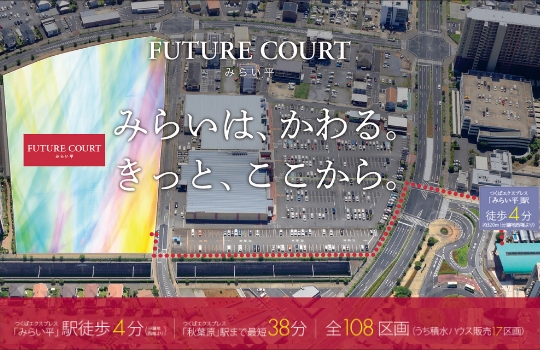 FUTURE COURT
みらい平
みらいは、かわる。
きっと、ここから。
FUTURE COURT
みらい平
つくばエクスプレス
「みらい平」駅
徒歩4分
つくばエクスプレス
「みらい平」駅徒歩4分
つくばエクスプレス
「秋葉原」駅まで最短38分
全108区画(うち積水ハウス販売17区画)